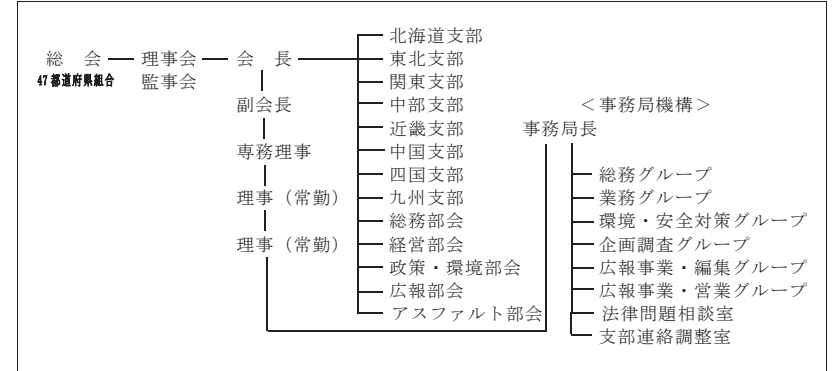 総　会
47都道府県組合
理事会
監事会
会　長
副会長
専務理事
理事（常勤）
理事（常勤）
北海道支部
東北支部
関東支部
中部支部
近畿支部
中国支部
四国支部
九州支部
総務部会
経営部会
政策・環境部会
広報部会
アスファルト部会
＜事務局機構＞
事務局長
総務グループ
業務グループ
環境・安全対策グループ
企画調査グループ
広報事業・編集グループ
広報事業・営業グループ
法律問題相談室
支部連絡調整室